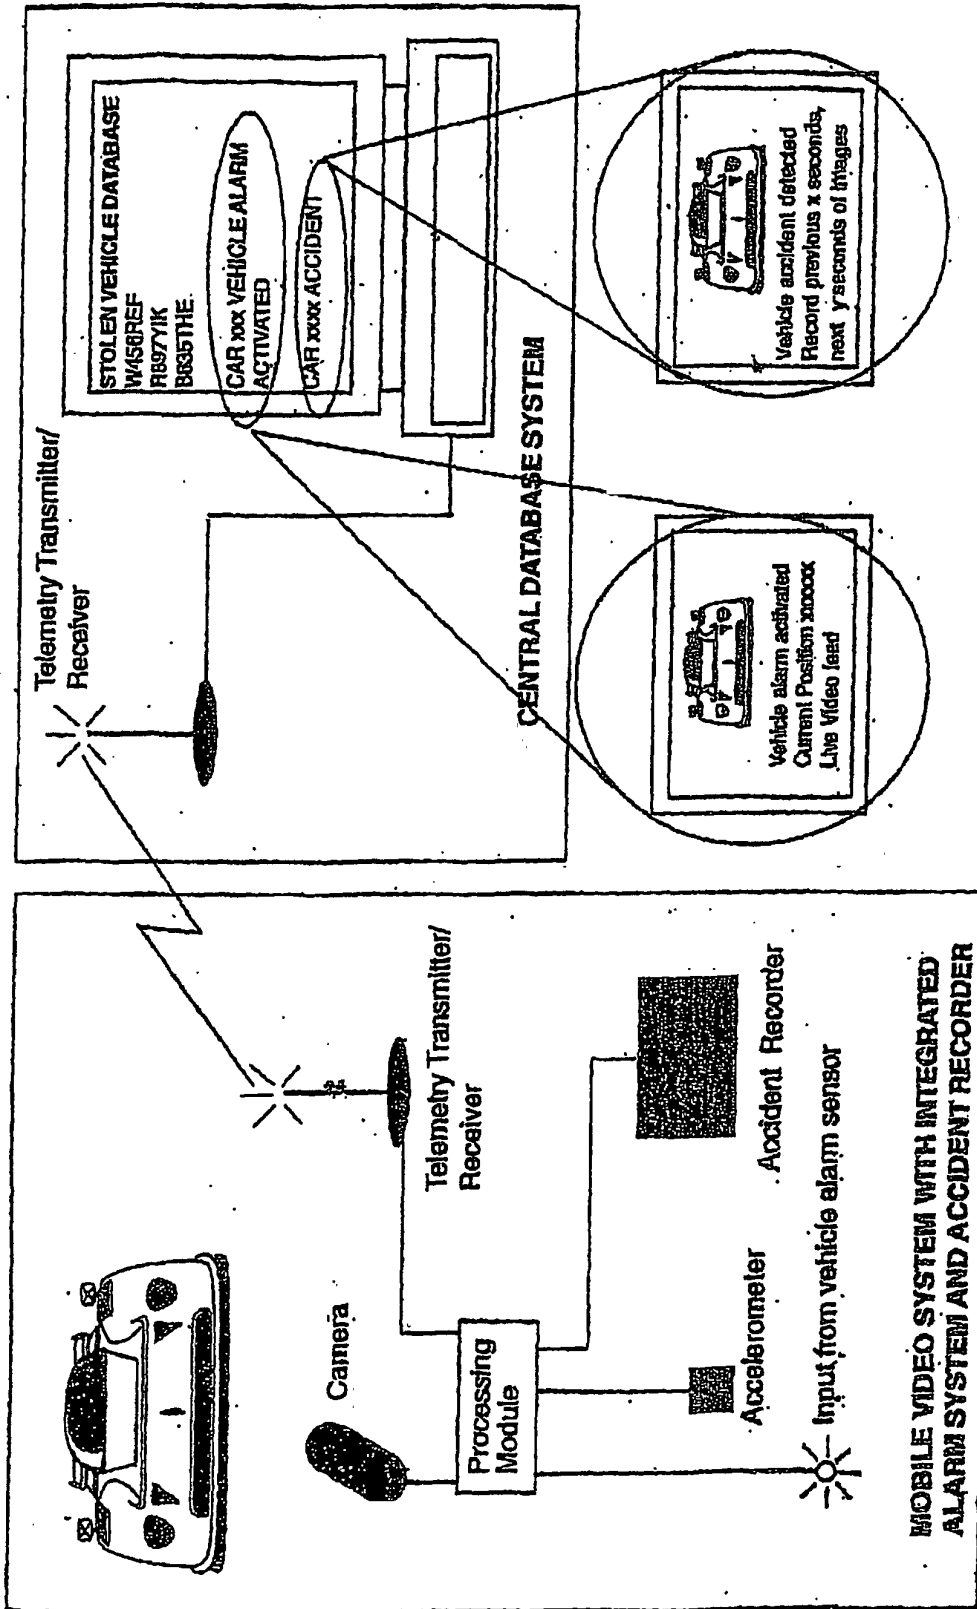 Camera
Telemetry Transmitter/
Receiver
Processing
Module
Accelerometer
Accident Recorder
Input from vehicle alarm sensor
MOBILE VIDEO SYSTEM WITH INTEGRATED
ALARM SYSTEM AND ACCIDENT RECORDER
Telemetry Transmitter/
Receiver
STOLEN VEHICLE DATABASE
W456REF
R897YIK
B635THE
CAR xxx VEHICLE ALARM
ACTIVATED
CAR xxxx ACCIDENT
CENTRAL DATABASE SYSTEM
Vehicle alarm activated
Current Position xxxxx
Live Video feed
Vehicle accident detected
Record previous x seconds,
next y seconds of images